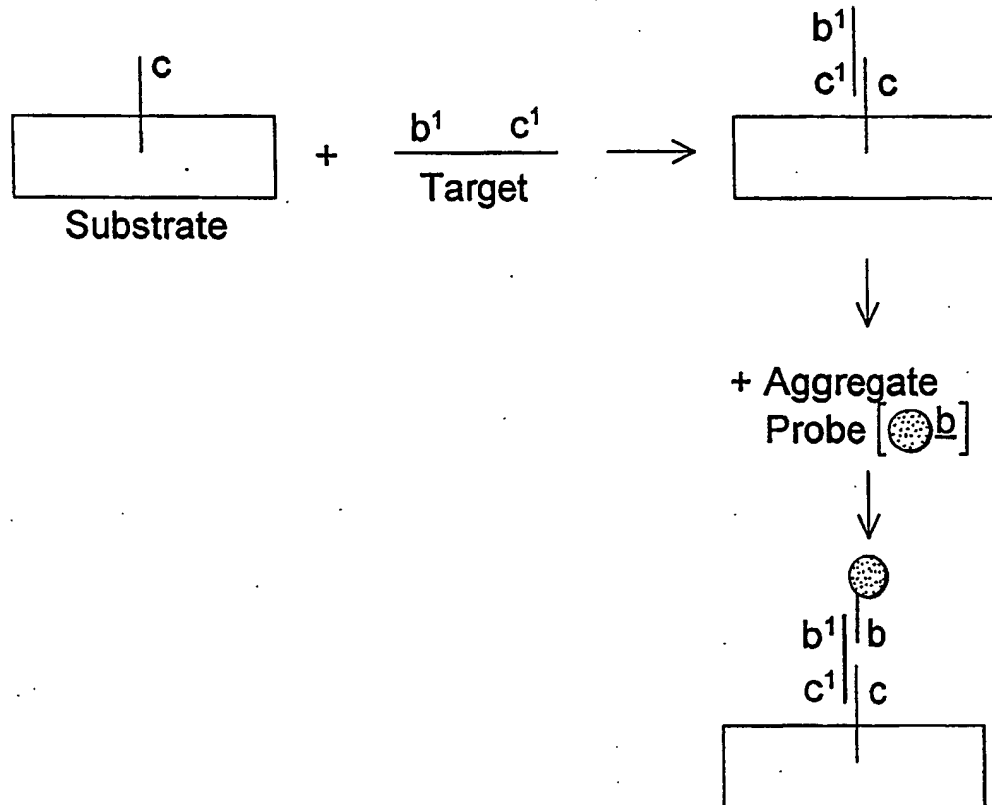 c
Substrate
+
b¹ c¹
Target
b¹
c¹ c
+ Aggregate
Probe [ b ]
b¹ b
c¹ c